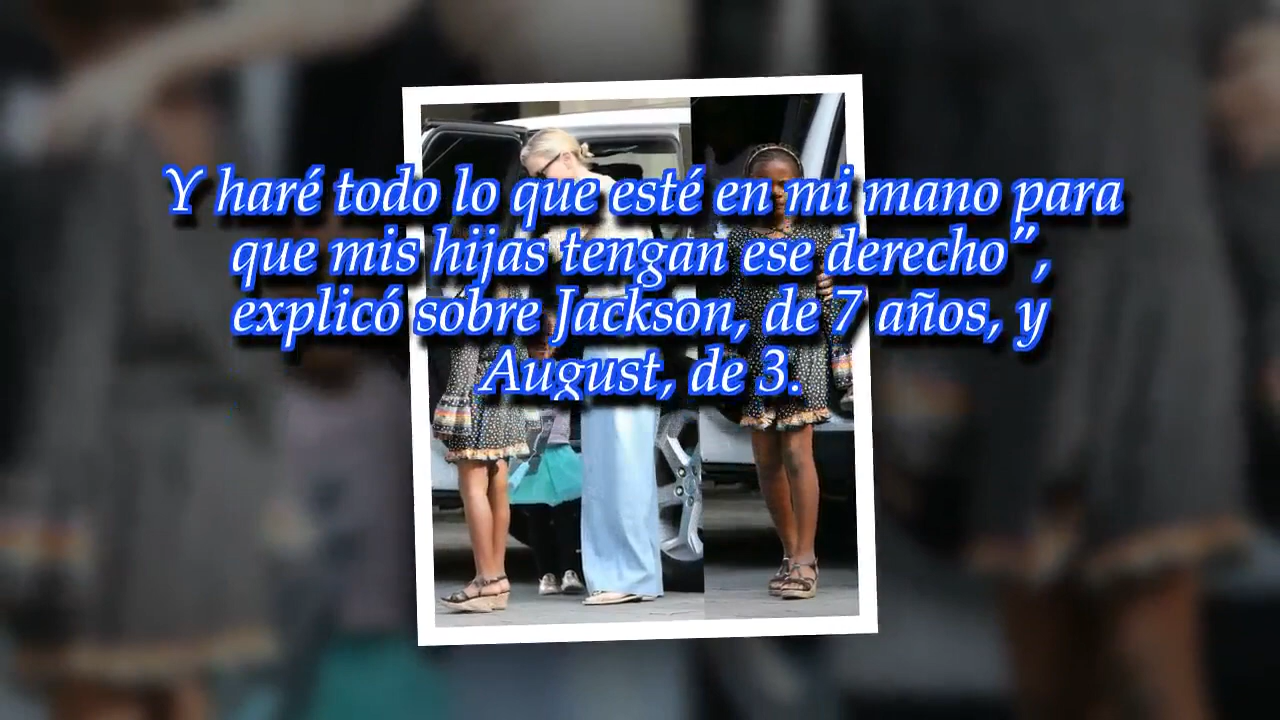 Y haré todo lo que esté en mi mano para
que mis hijas tengan ese derecho”,
explicó sobre Jackson, de 7 años, y
August, de 3.